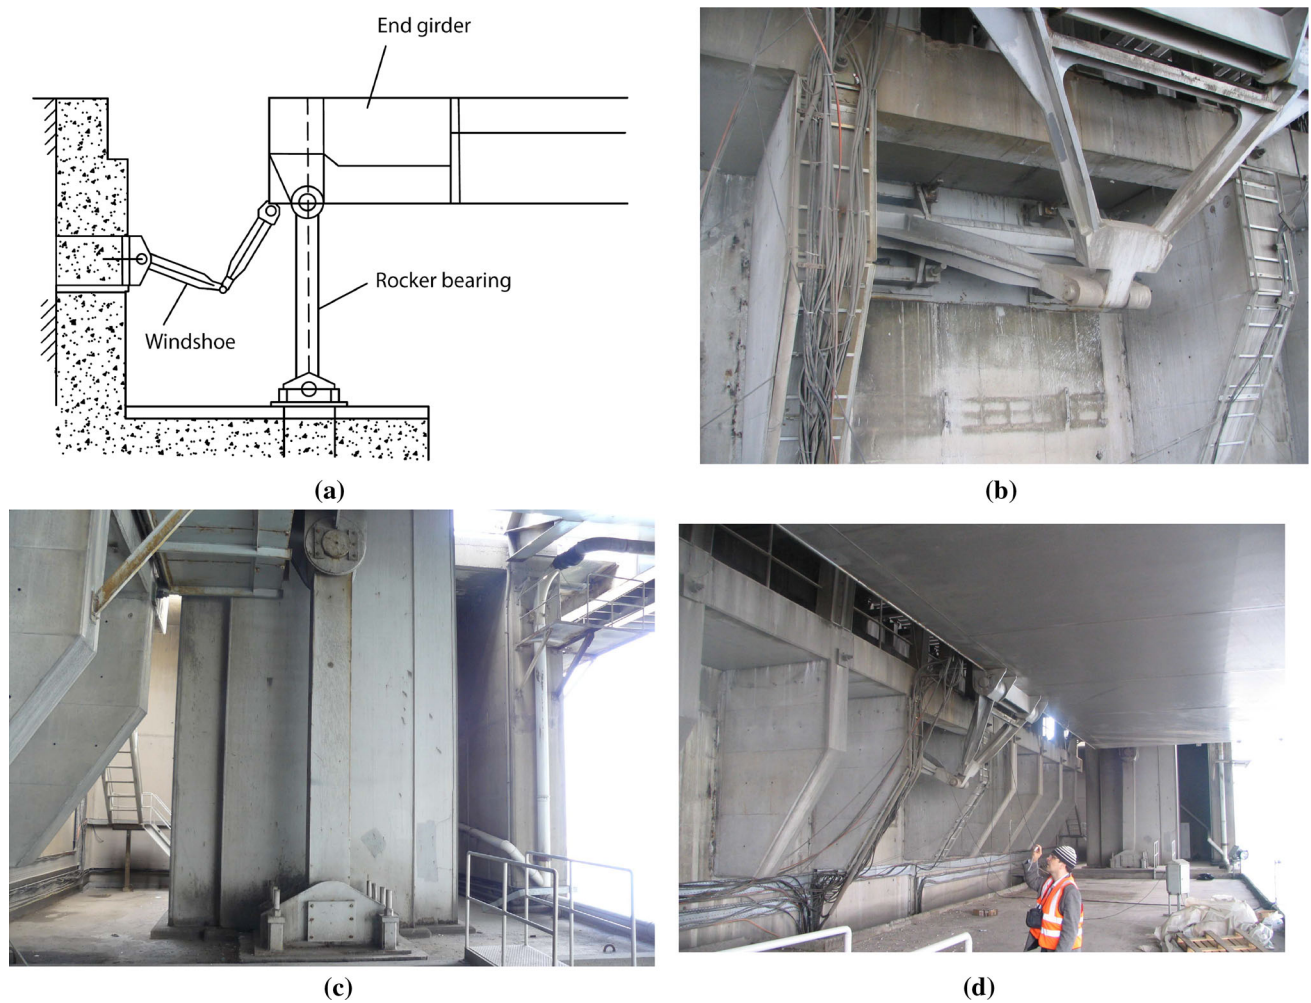 End girder
Rocker bearing
Windshoe
(a)
(b)
(c)
(d)